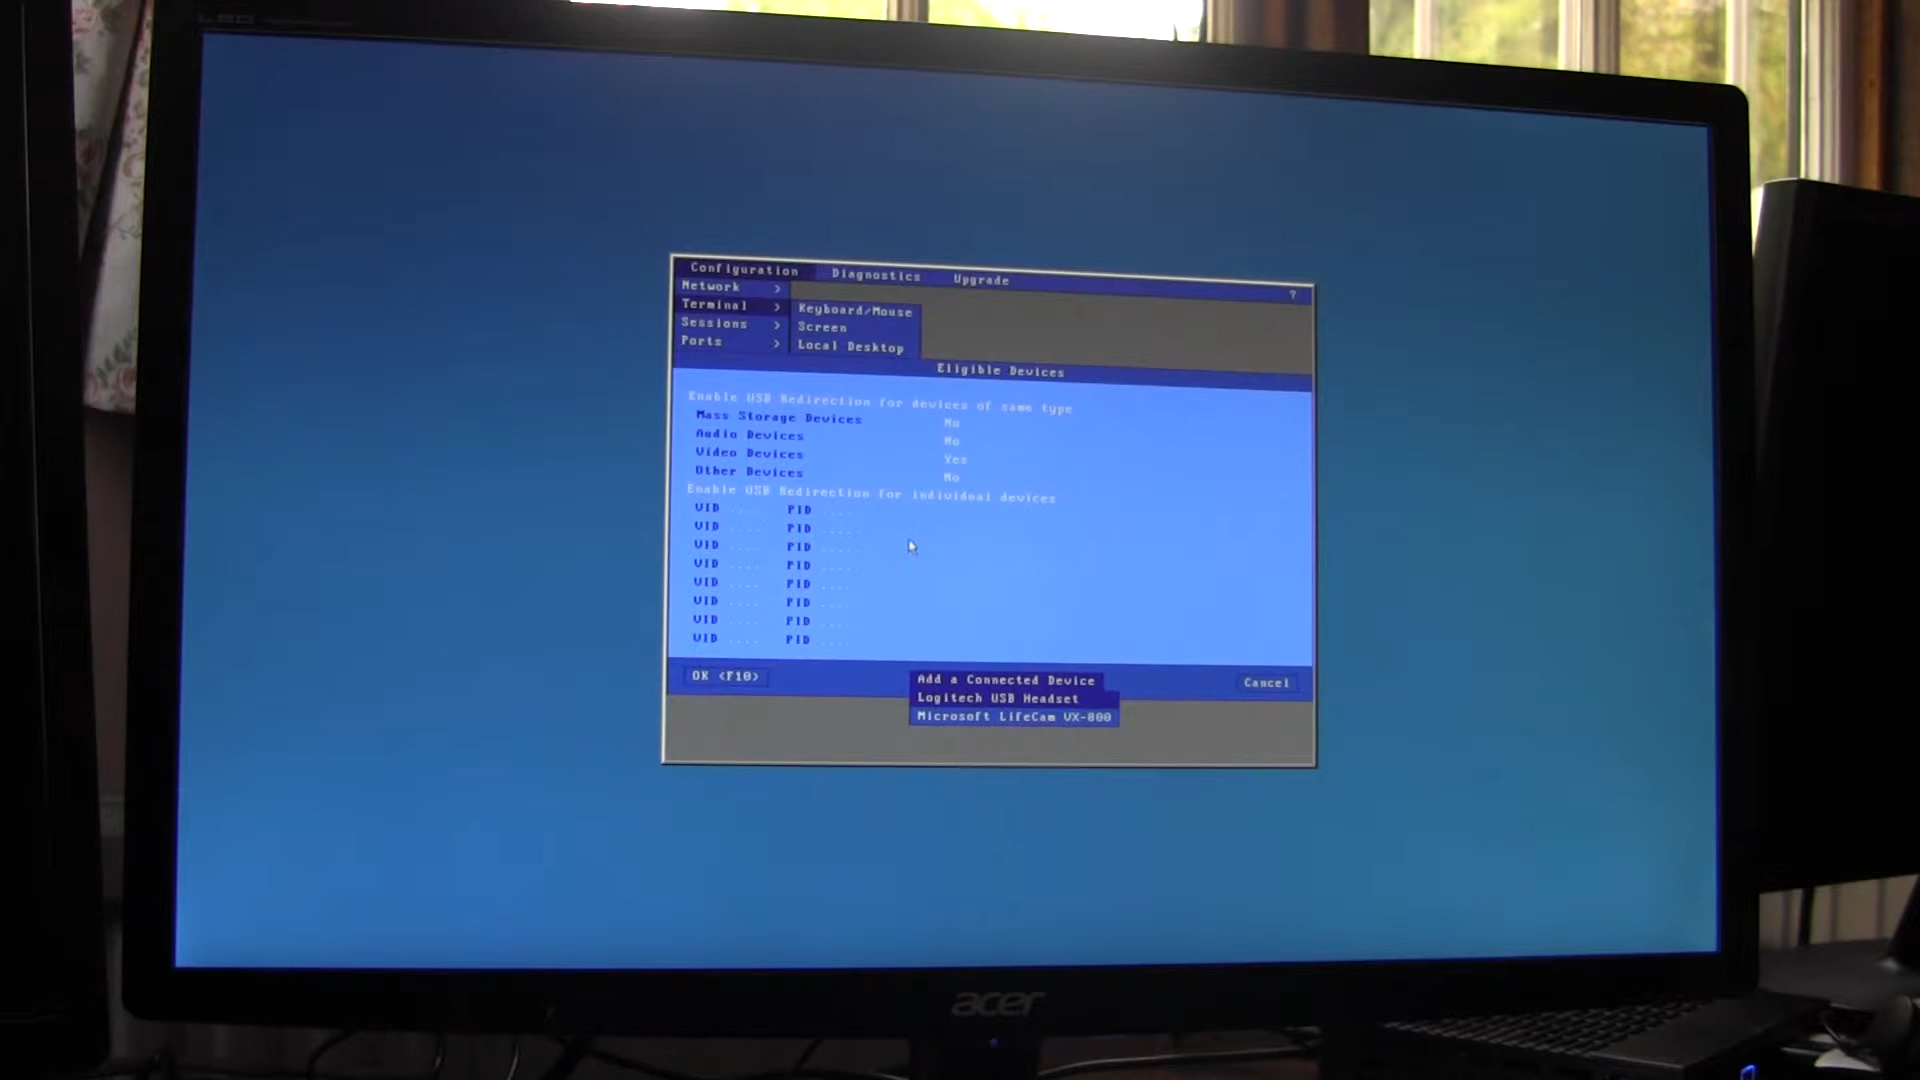 Configuration Diagnostics Upgrade ?
Network >
Terminal > Keyboard/Mouse
Sessions > Screen
Ports > Local Desktop
Eligible Devices
Enable USB Redirection for devices of same type
Mass Storage Devices No
Audio Devices No
Video Devices Yes
Other Devices No
Enable USB Redirection for individual devices
VID .... PID ....
VID .... PID ....
VID .... PID ....
VID .... PID ....
VID .... PID ....
VID .... PID ....
VID .... PID ....
VID .... PID ....
OK <F10> Add a Connected Device Cancel
Logitech USB Headset
Microsoft LifeCam VX-800
acer